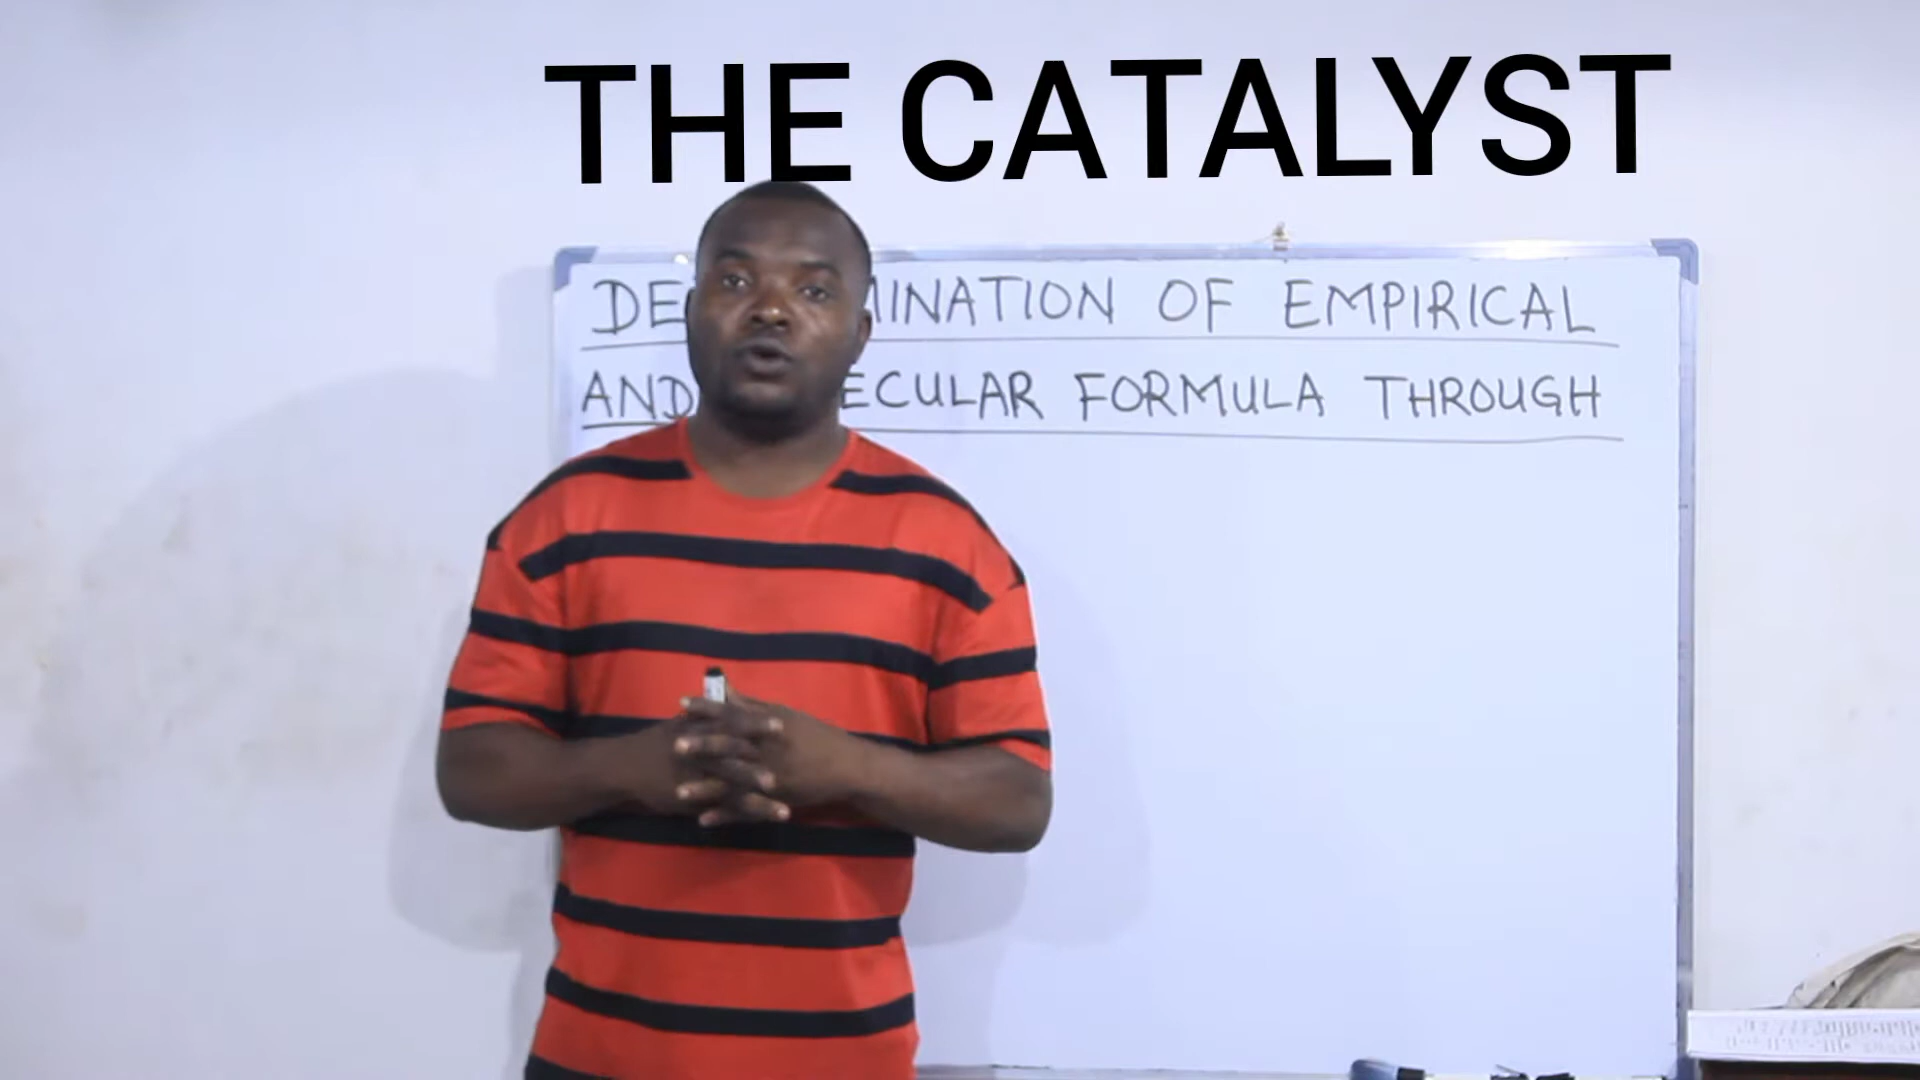 THE CATALYST
DE MINATION OF EMPIRICAL
AND ECULAR FORMULA THROUGH